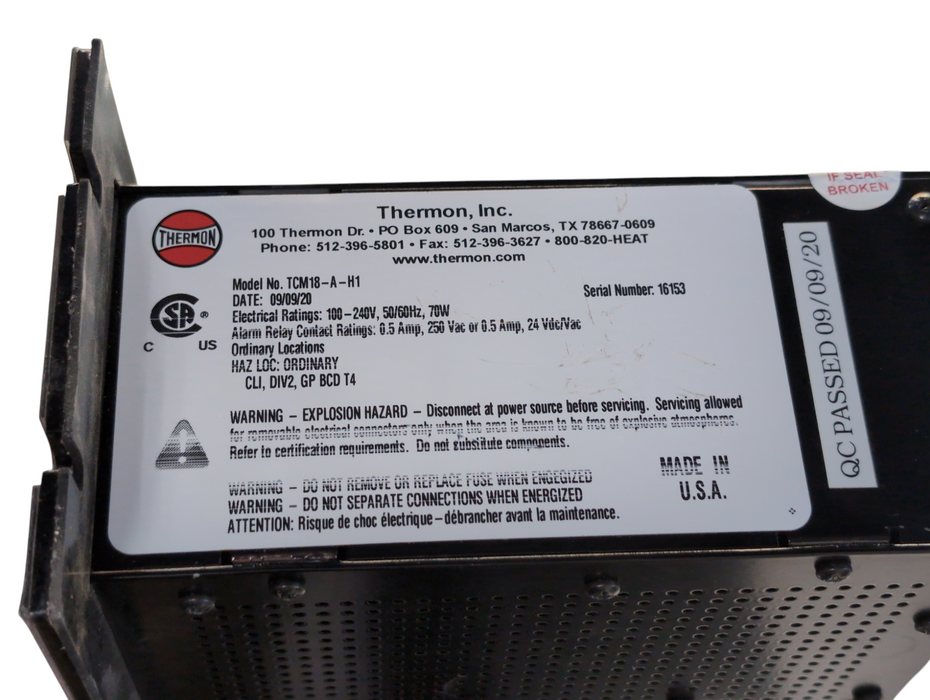 IF SEAL
BROKEN
Thermon, Inc.
THERMON
100 Thermon Dr. • PO Box 609 • San Marcos, TX 78667-0609
Phone: 512-396-5801 • Fax: 512-396-3627 • 800-820-HEAT
www.thermon.com
Model No. TCM18-A-H1
Serial Number: 16153
DATE: 09/09/20
Electrical Ratings: 100-240V, 50/60Hz, 70W
Alarm Relay Contact Ratings: 0.5 Amp, 250 Vac or 0.5 Amp, 24 Vdc/Vac
CSA ®
C US
Ordinary Locations
HAZ LOC: ORDINARY
CLI, DIV2, GP BCD T4
WARNING - EXPLOSION HAZARD - Disconnect at power source before servicing. Servicing allowed
for removable electrical connectors only when the area is known to be free of explosive atmospheres.
Refer to certification requirements. Do not substitute components.
WARNING - DO NOT REMOVE OR REPLACE FUSE WHEN ENGEGIZED
WARNING - DO NOT SEPARATE CONNECTIONS WHEN ENERGIZED
ATTENTION: Risque de choc électrique-débrancher avant la maintenance.
MADE IN
U.S.A.
QC PASSED 09/09/20